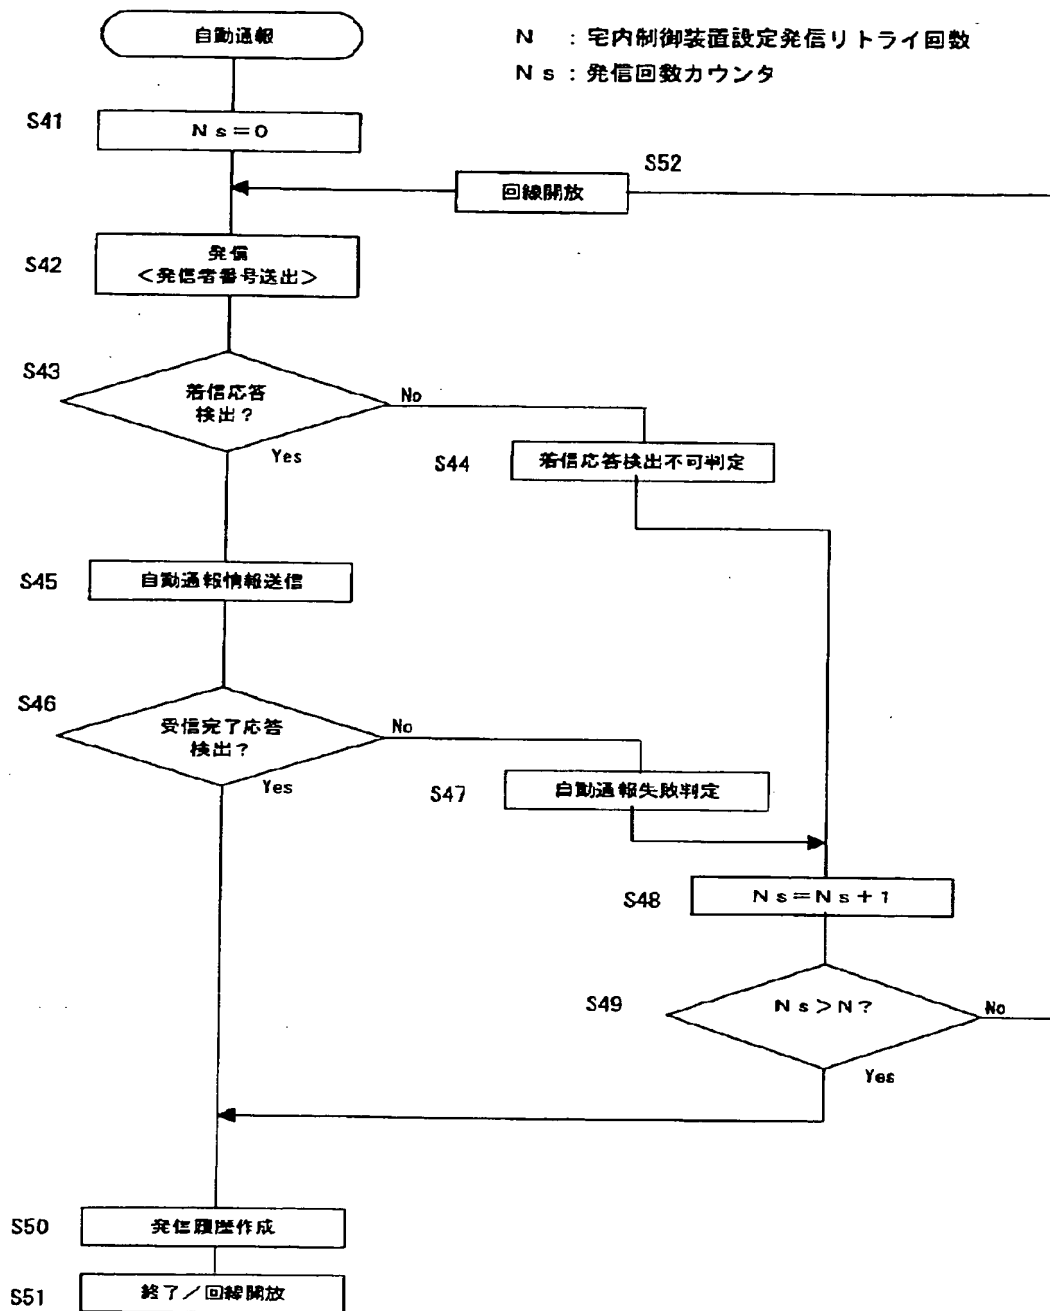 自動通報
N : 宅内制御装置設定発信リトライ回数
Ns : 発信回数カウンタ
S41
Ns=0
S52
回線開放
S42
発信
<発信者番号送出>
S43
着信応答
検出?
No
Yes
S44
着信応答検出不可判定
S45
自動通報情報送信
S46
受信完了応答
検出?
No
Yes
S47
自動通報失敗判定
S48
Ns=Ns+1
S49
Ns>N?
No
Yes
S50
発信履歴作成
S51
終了/回線開放